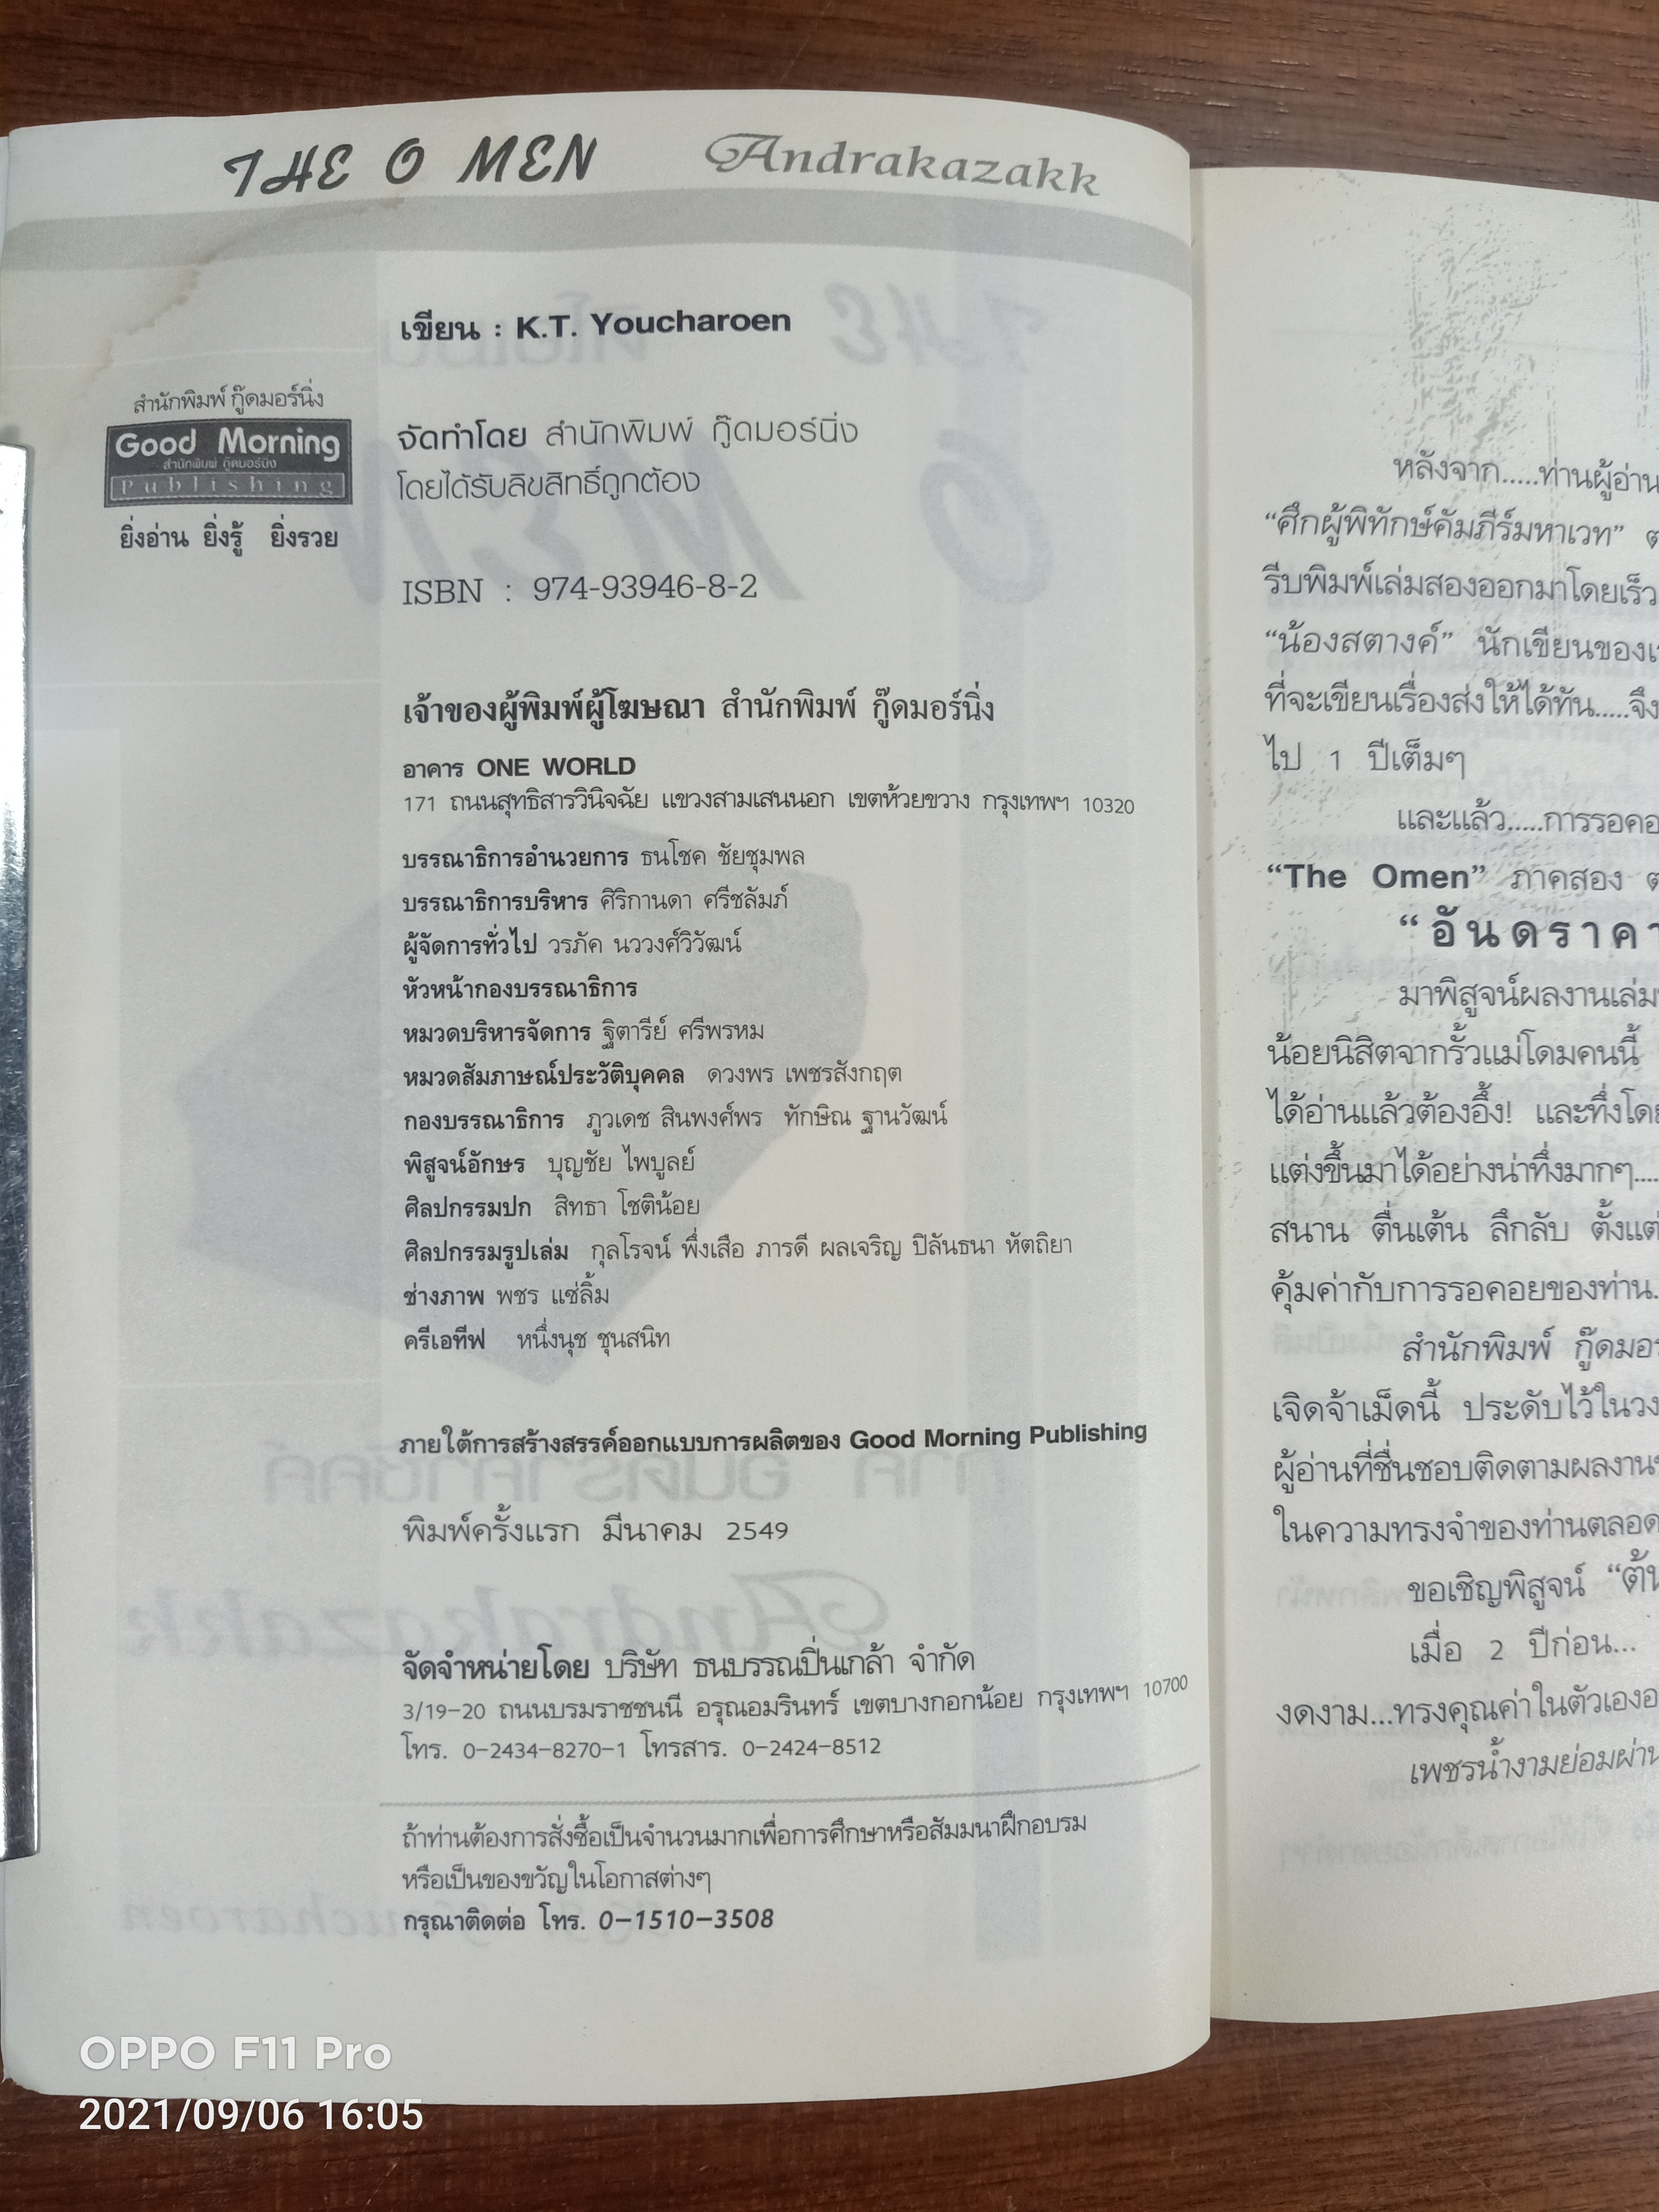 THE O MEN Andrakazakk
เขียน : K.T. Youcharoen
สำนักพิมพ์ กู๊ดมอร์นิ่ง
Good Morning
สำนักพิมพ์ กู๊ดมอร์นิ่ง
Publishing
ยิ่งอ่าน ยิ่งรู้ ยิ่งรวย
จัดทำโดย สำนักพิมพ์ กู๊ดมอร์นิ่ง
โดยได้รับลิขสิทธิ์ถูกต้อง
ISBN : 974-93946-8-2
เจ้าของผู้พิมพ์ผู้โฆษณา สำนักพิมพ์ กู๊ดมอร์นิ่ง
อาคาร ONE WORLD
171 ถนนสุทธิสารวินิจฉัย แขวงสามเสนนอก เขตห้วยขวาง กรุงเทพฯ 10320
บรรณาธิการอำนวยการ ธนโชค ชัยชุมพล
บรรณาธิการบริหาร ศิริกานดา ศรีชลัมภ์
ผู้จัดการทั่วไป วรภัค นววงศ์วิวัฒน์
หัวหน้ากองบรรณาธิการ
หมวดบริหารจัดการ ฐิตารีย์ ศรีพรหม
หมวดสัมภาษณ์ประวัติบุคคล ดวงพร เพชรสังกฤต
กองบรรณาธิการ ภูวเดช สินพงศ์พร ทักษิณ ฐานวัฒน์
พิสูจน์อักษร บุญชัย ไพบูลย์
ศิลปกรรมปก สิทธา โชติน้อย
ศิลปกรรมรูปเล่ม กุลโรจน์ พึ่งเสือ ภารดี ผลเจริญ ปิลันธนา หัตถิยา
ช่างภาพ พชร แซ่ลิ้ม
ครีเอทีฟ หนึ่งนุช ชุนสนิท
ภายใต้การสร้างสรรค์ออกแบบการผลิตของ Good Morning Publishing
พิมพ์ครั้งแรก มีนาคม 2549
จัดจำหน่ายโดย บริษัท ธนบรรณปิ่นเกล้า จำกัด
3/19-20 ถนนบรมราชชนนี อรุณอมรินทร์ เขตบางกอกน้อย กรุงเทพฯ 10700
โทร. 0-2434-8270-1 โทรสาร. 0-2424-8512
ถ้าท่านต้องการสั่งซื้อเป็นจำนวนมากเพื่อการศึกษาหรือสัมมนาฝึกอบรม
หรือเป็นของขวัญในโอกาสต่างๆ
กรุณาติดต่อ โทร. 0-1510-3508
หลังจาก.....ท่านผู้อ่าน
“ศึกผู้พิทักษ์คัมภีร์มหาเวท”
รีบพิมพ์เล่มสองออกมาโดยเร็ว
“น้องสตางค์” นักเขียนของ
ที่จะเขียนเรื่องส่งให้ได้ทัน.....จึง
ไป 1 ปีเต็มๆ
และแล้ว.....การรอคอ
“The Omen” ภาคสอง
“อันดราคา
มาพิสูจน์ผลงานเล่ม
น้อยนิสิตจากรั้วแม่โดมคนนี้
ได้อ่านแล้วต้องอึ้ง! และทึ่งโดย
แต่งขึ้นมาได้อย่างน่าทึ่งมากๆ....
สนาน ตื่นเต้น ลึกลับ ตั้งแต่
คุ้มค่ากับการรอคอยของท่าน.
สำนักพิมพ์ กู๊ดมอร
เจิดจ้าเม็ดนี้ ประดับไว้ในวง
ผู้อ่านที่ชื่นชอบติดตามผลงาน
ในความทรงจำของท่านตลอด
ขอเชิญพิสูจน์ “ต้น
เมื่อ 2 ปีก่อน...
งดงาม...ทรงคุณค่าในตัวเองอ
เพชรน้ำงามย่อมผ่าน
OPPO F11 Pro
2021/09/06 16:05